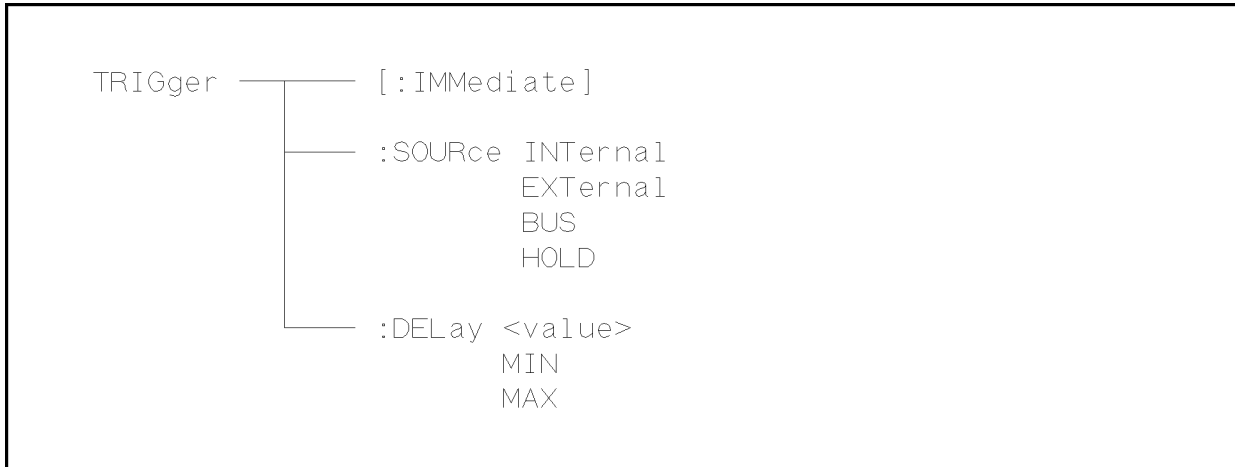 TRIGger [:IMMediate]
:SOURce INTernal
EXTernal
BUS
HOLD
:DELay <value>
MIN
MAX